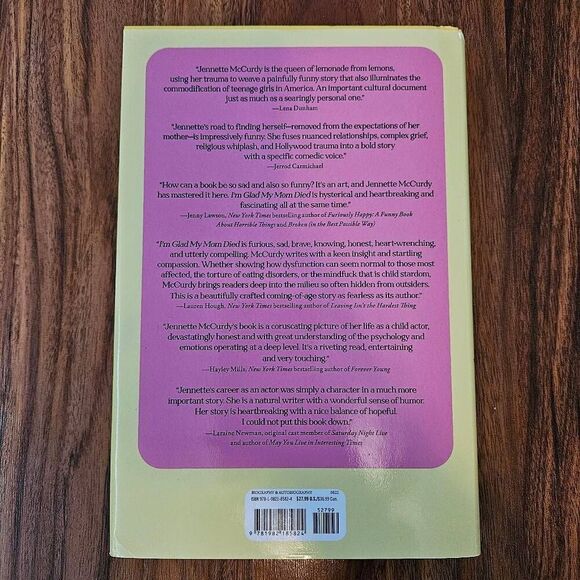 "Jennette McCurdy is the queen of lemonade from lemons,
using her trauma to weave a painfully funny story that also illuminates the
commodification of teenage girls in America. An important cultural document
just as much as a searingly personal one."
—Lena Dunham
"Jennette's road to finding herself—removed from the expectations of her
mother—is impressively funny. She fuses nuanced relationships, complex grief,
religious whiplash, and Hollywood trauma into a bold story
with a specific comedic voice."
—Jerrod Carmichael
"How can a book be so sad and also so funny? It's an art, and Jennette McCurdy
has mastered it here. I'm Glad My Mom Died is hysterical and heartbreaking and
fascinating all at the same time."
—Jenny Lawson, New York Times bestselling author of Furiously Happy: A Funny Book
About Horrible Things and Broken (in the Best Possible Way)
"I'm Glad My Mom Died is furious, sad, brave, knowing, honest, heart-wrenching,
and utterly compelling. McCurdy writes with a keen insight and startling
compassion. Whether showing how dysfunction can seem normal to those most
affected, the torture of eating disorders, or the mindfuck that is child stardom,
McCurdy brings readers deep into the milieu so often hidden from outsiders.
This is a beautifully crafted coming-of-age story as fearless as its author."
—Lauren Hough, New York Times bestselling author of Leaving Isn't the Hardest Thing
"Jennette McCurdy's book is a coruscating picture of her life as a child actor,
devastatingly honest and with great understanding of the psychology and
emotions operating at a deep level. It's a riveting read, entertaining
and very touching."
—Hayley Mills, New York Times bestselling author of Forever Young
"Jennette's career as an actor was simply a character in a much more
important story. She is a natural writer with a wonderful sense of humor.
Her story is heartbreaking with a nice balance of hopeful.
I could not put this book down."
—Laraine Newman, original cast member of Saturday Night Live
and author of May You Live in Interesting Times
BIOGRAPHY & AUTOBIOGRAPHY 0822
ISBN 978-1-9821-8582-4 $27.99 U.S./$36.99 Can.
52799
9 781982 185824